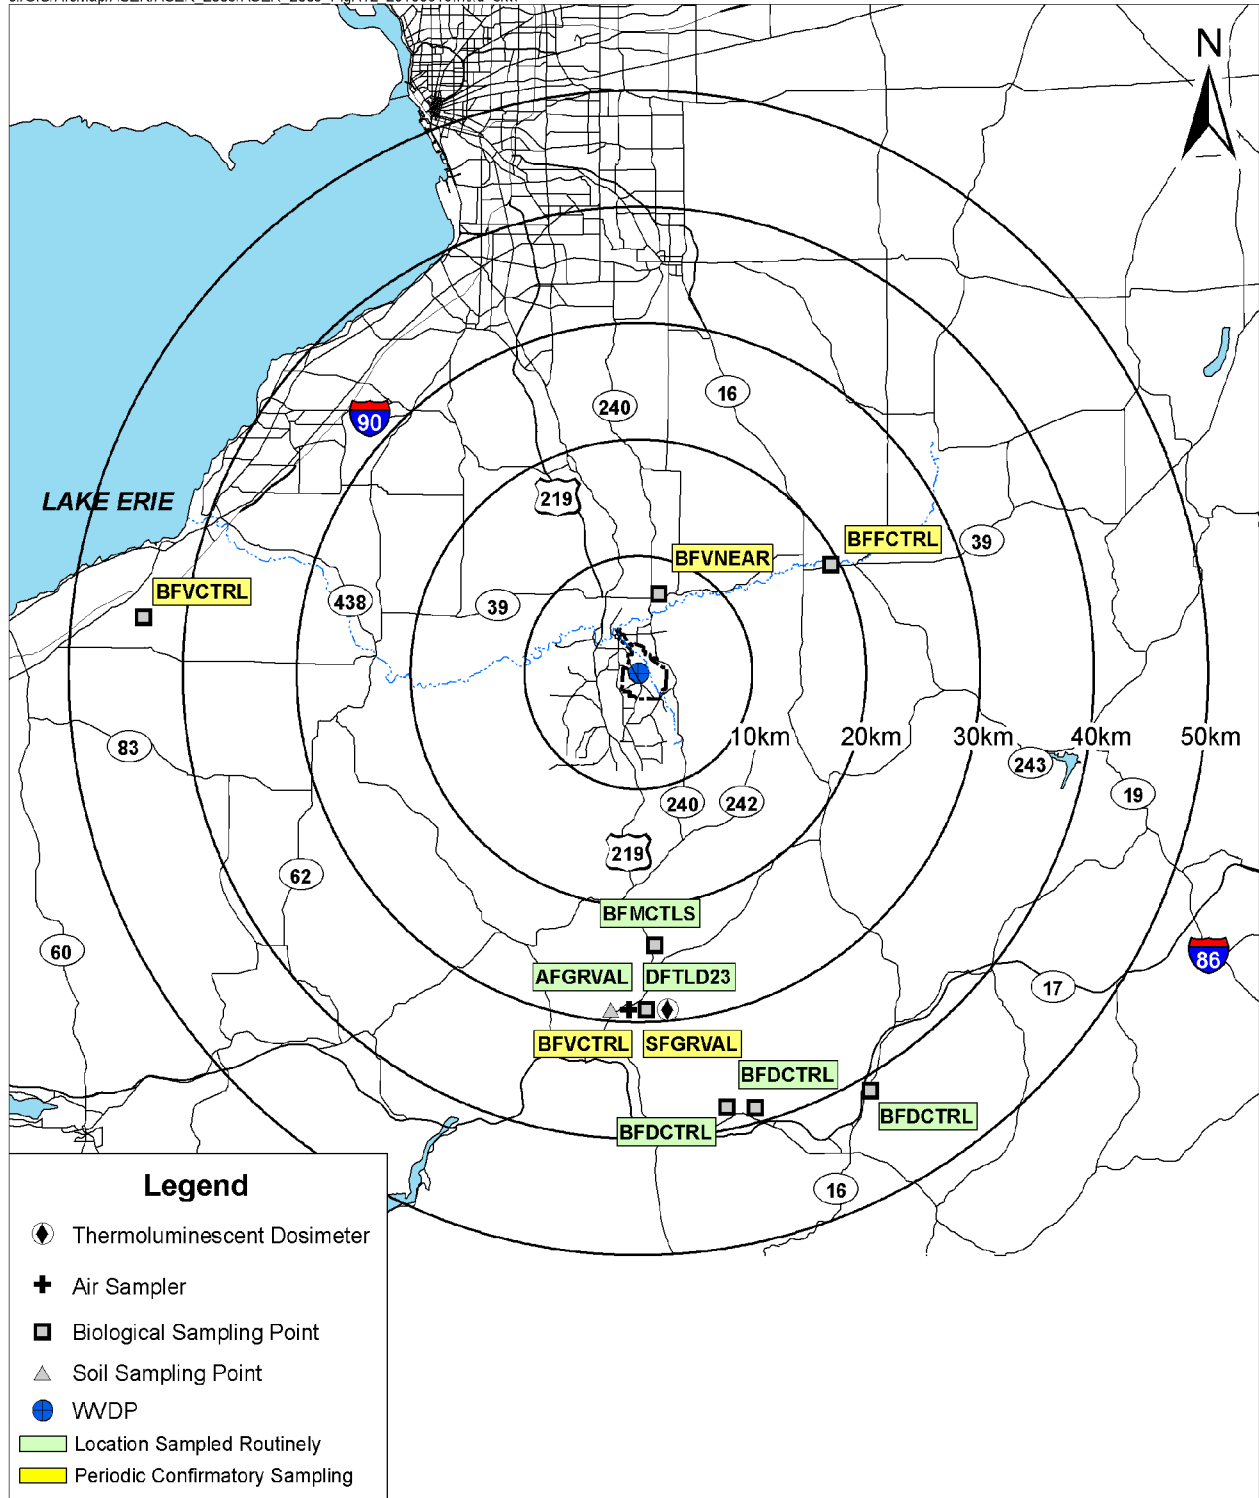 N
16
240
90
219
LAKE ERIE
BFFCTRL
39
BFVNEAR
BFVCTRL
438
39
10km
20km
30km
40km
50km
83
243
19
240
242
219
62
BFMCTLS
60
86
AFGRVAL
DFTLD23
17
BFVCTRL
SFGRVAL
BFDCTRL
BFDCTRL
BFDCTRL
16
Legend
Thermoluminescent Dosimeter
Air Sampler
Biological Sampling Point
Soil Sampling Point
WVDP
Location Sampled Routinely
Periodic Confirmatory Sampling